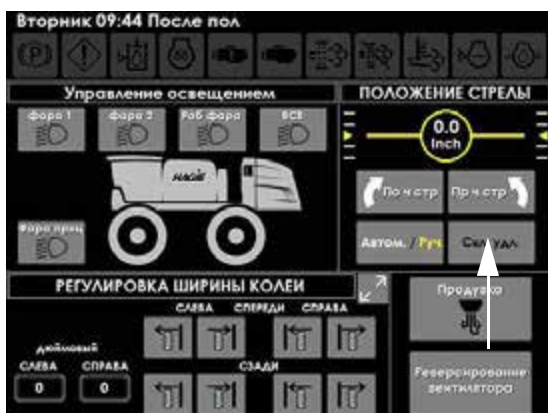 Вторник 09:44 После пол
Управление освещением
фара 1 фара 2 Раб фара ВСЕ
HAGIE
Фара приц
ПОЛОЖЕНИЕ СТРЕЛЫ
0.0
Inch
Пр ч стр
Автом. / Руч.
РЕГУЛИРОВКА ШИРИНЫ КОЛЕИ
СЛЕВА СПЕРЕДИ СПРАВА
дюймовый
СЛЕВА СПРАВА
0 0
СЗАДИ
Продувка
Реверсирование
вентилятора